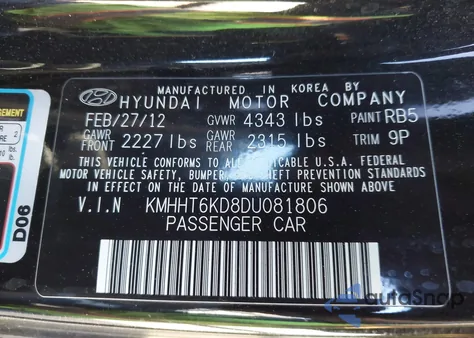 MANUFACTURED IN KOREA BY
HYUNDAI MOTOR COMPANY
FEB/27/12 GVWR 4343 lbs PAINT RB5
GAWR FRONT 2227 lbs GAWR REAR 2315 lbs TRIM 9P
THIS VEHICLE CONFORMS TO ALL APPLICABLE U.S.A. FEDERAL
MOTOR VEHICLE SAFETY, BUMPER, & THEFT PREVENTION STANDARDS
IN EFFECT ON THE DATE OF MANUFACTURE SHOWN ABOVE.
V.I.N KMHHT6KD8DU081806
PASSENGER CAR
D06
2
autoSnap